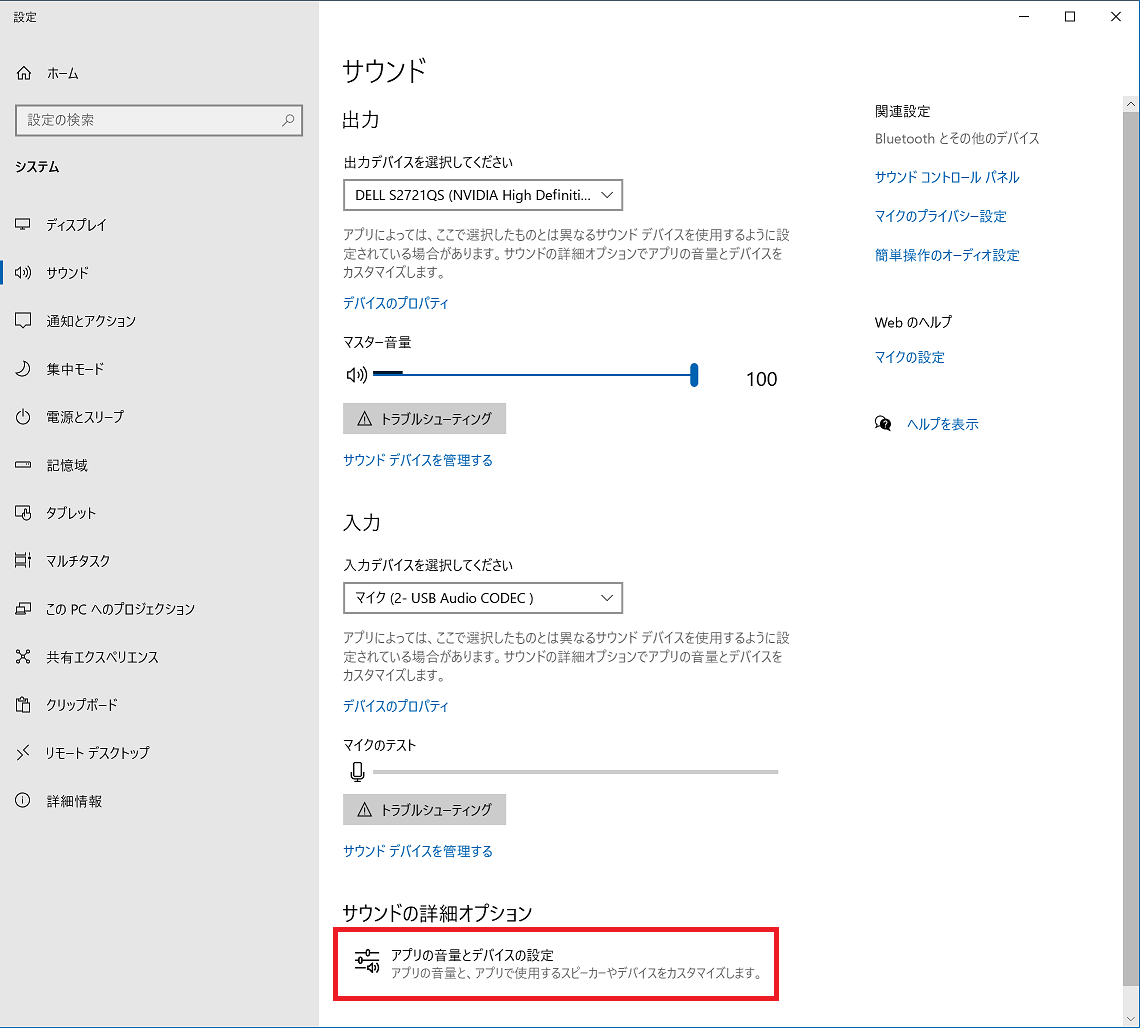 設定
ホーム
設定の検索
システム
ディスプレイ
サウンド
通知とアクション
集中モード
電源とスリープ
記憶域
タブレット
マルチタスク
この PC へのプロジェクション
共有エクスペリエンス
クリップボード
リモート デスクトップ
詳細情報
サウンド
出力
出力デバイスを選択してください
DELL S2721QS (NVIDIA High Definiti...
アプリによっては、ここで選択したものとは異なるサウンド デバイスを使用するように設
定されている場合があります。サウンドの詳細オプションでアプリの音量とデバイスを
カスタマイズします。
デバイスのプロパティ
マスター音量
100
トラブルシューティング
サウンド デバイスを管理する
入力
入力デバイスを選択してください
マイク (2- USB Audio CODEC )
アプリによっては、ここで選択したものとは異なるサウンド デバイスを使用するように設
定されている場合があります。サウンドの詳細オプションでアプリの音量とデバイスを
カスタマイズします。
デバイスのプロパティ
マイクのテスト
トラブルシューティング
サウンド デバイスを管理する
サウンドの詳細オプション
アプリの音量とデバイスの設定
アプリの音量と、アプリで使用するスピーカーやデバイスをカスタマイズします。
関連設定
Bluetooth とその他のデバイス
サウンド コントロール パネル
マイクのプライバシー設定
簡単操作のオーディオ設定
Web のヘルプ
マイクの設定
ヘルプを表示